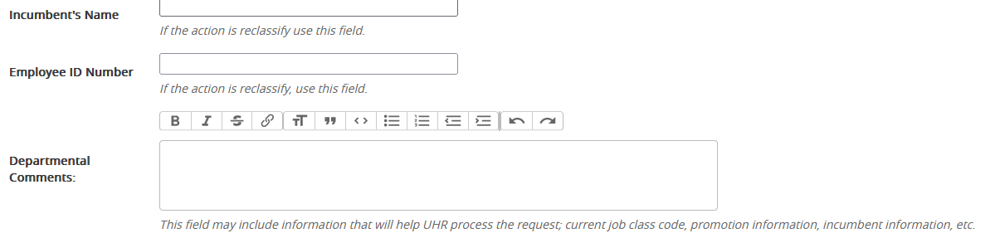 Incumbent's Name
If the action is reclassify use this field.
Employee ID Number
If the action is reclassify, use this field.
Departmental
Comments:
This field may include information that will help UHR process the request; current job class code, promotion information, incumbent information, etc.